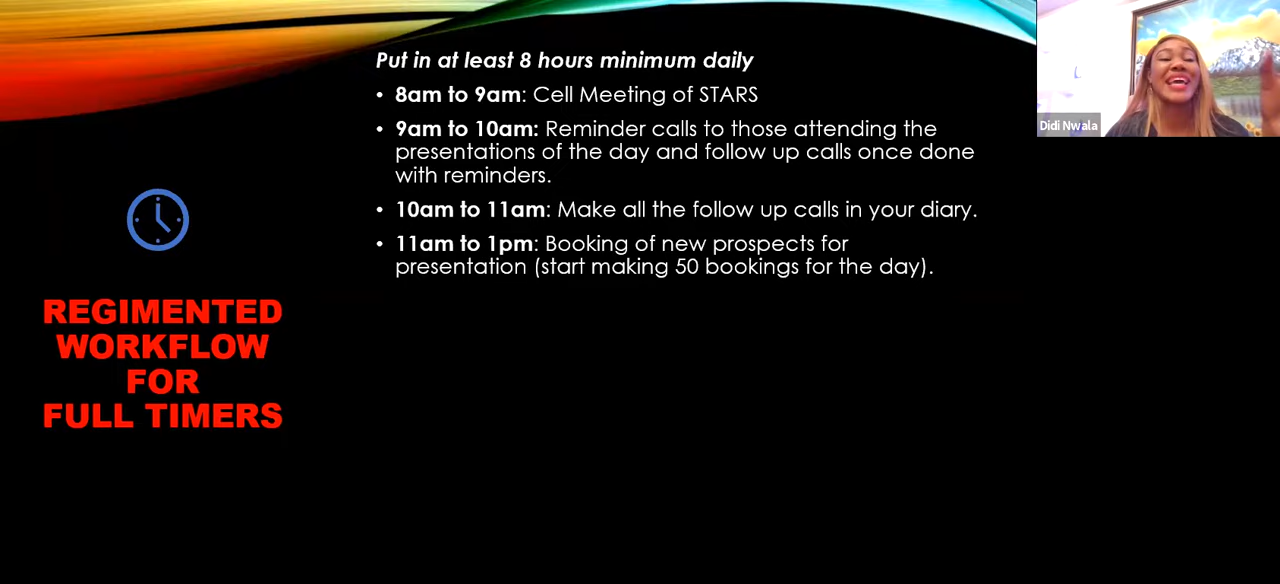 Put in at least 8 hours minimum daily
• 8am to 9am: Cell Meeting of STARS
• 9am to 10am: Reminder calls to those attending the
presentations of the day and follow up calls once done
with reminders.
• 10am to 11am: Make all the follow up calls in your diary.
• 11am to 1pm: Booking of new prospects for
presentation (start making 50 bookings for the day).
REGIMENTED
WORKFLOW
FOR
FULL TIMERS
Didi Nwala